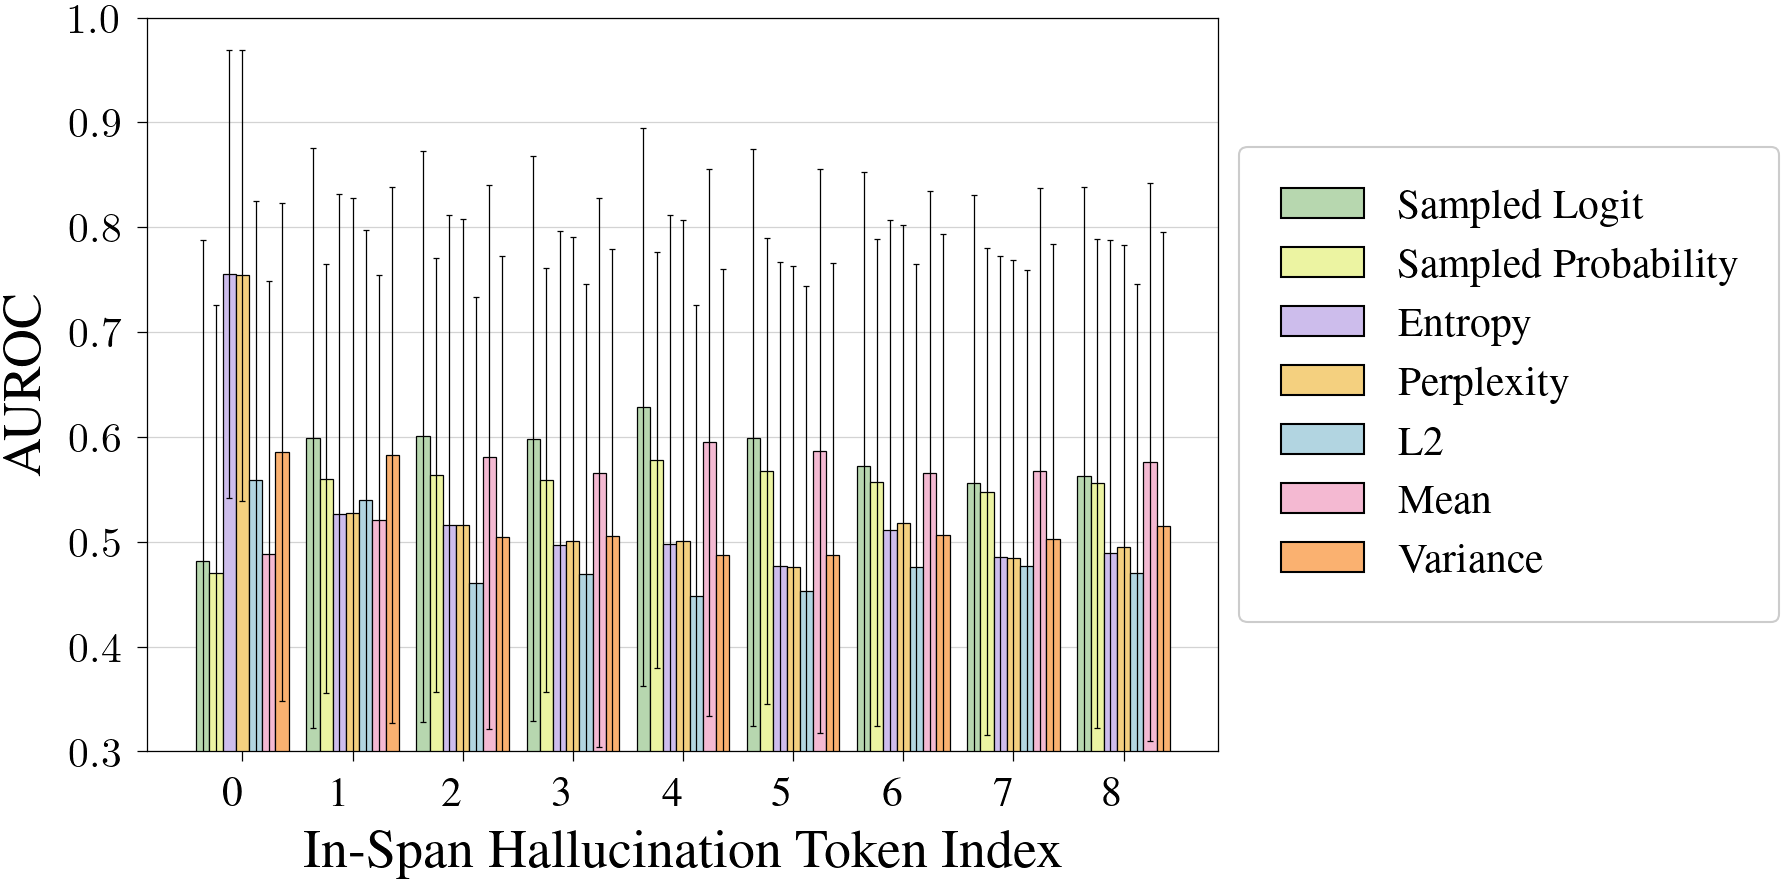 1.0
0.9
0.8
0.7
0.6
0.5
0.4
0.3
AUROC
0 1 2 3 4 5 6 7 8
In-Span Hallucination Token Index
Sampled Logit
Sampled Probability
Entropy
Perplexity
L2
Mean
Variance